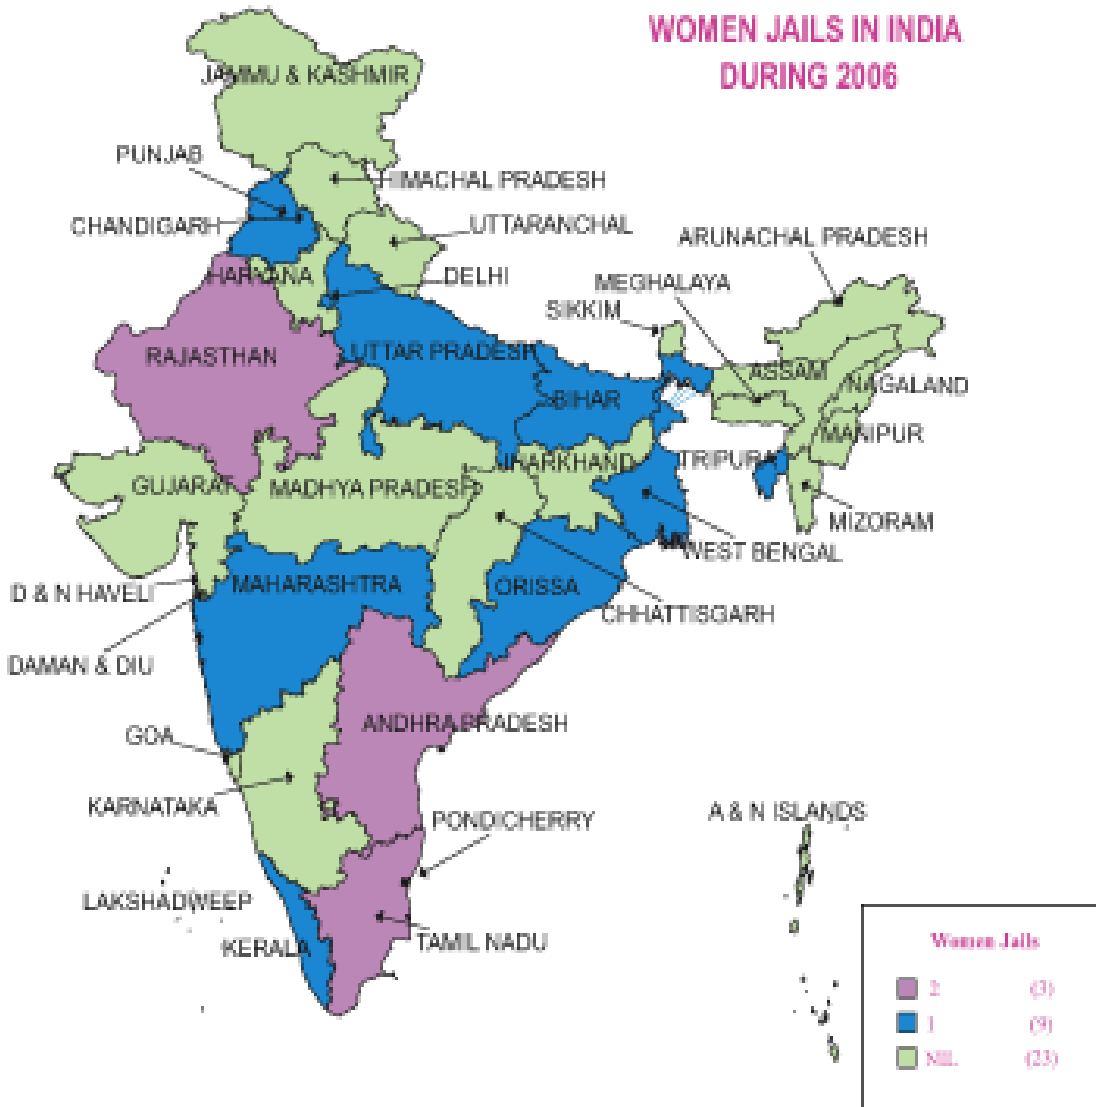 WOMEN JAILS IN INDIA
DURING 2006
JAMMU & KASHMIR
PUNJAB
HIMACHAL PRADESH
CHANDIGARH
UTTARANCHAL
ARUNACHAL PRADESH
HARYANA
DELHI
MEGHALAYA
SIKKIM
RAJASTHAN
UTTAR PRADESH
ASSAM
NAGALAND
BIHAR
MANIPUR
GUJARAT
MADHYA PRADESH
JHARKHAND
TRIPURA
MIZORAM
WEST BENGAL
D & N HAVELI
MAHARASHTRA
ORISSA
CHHATTISGARH
DAMAN & DIU
ANDHRA PRADESH
GOA
KARNATAKA
PONDICHERRY
A & N ISLANDS
LAKSHADWEEP
KERALA
TAMIL NADU
Women Jails
2 (3)
1 (9)
NIL (23)